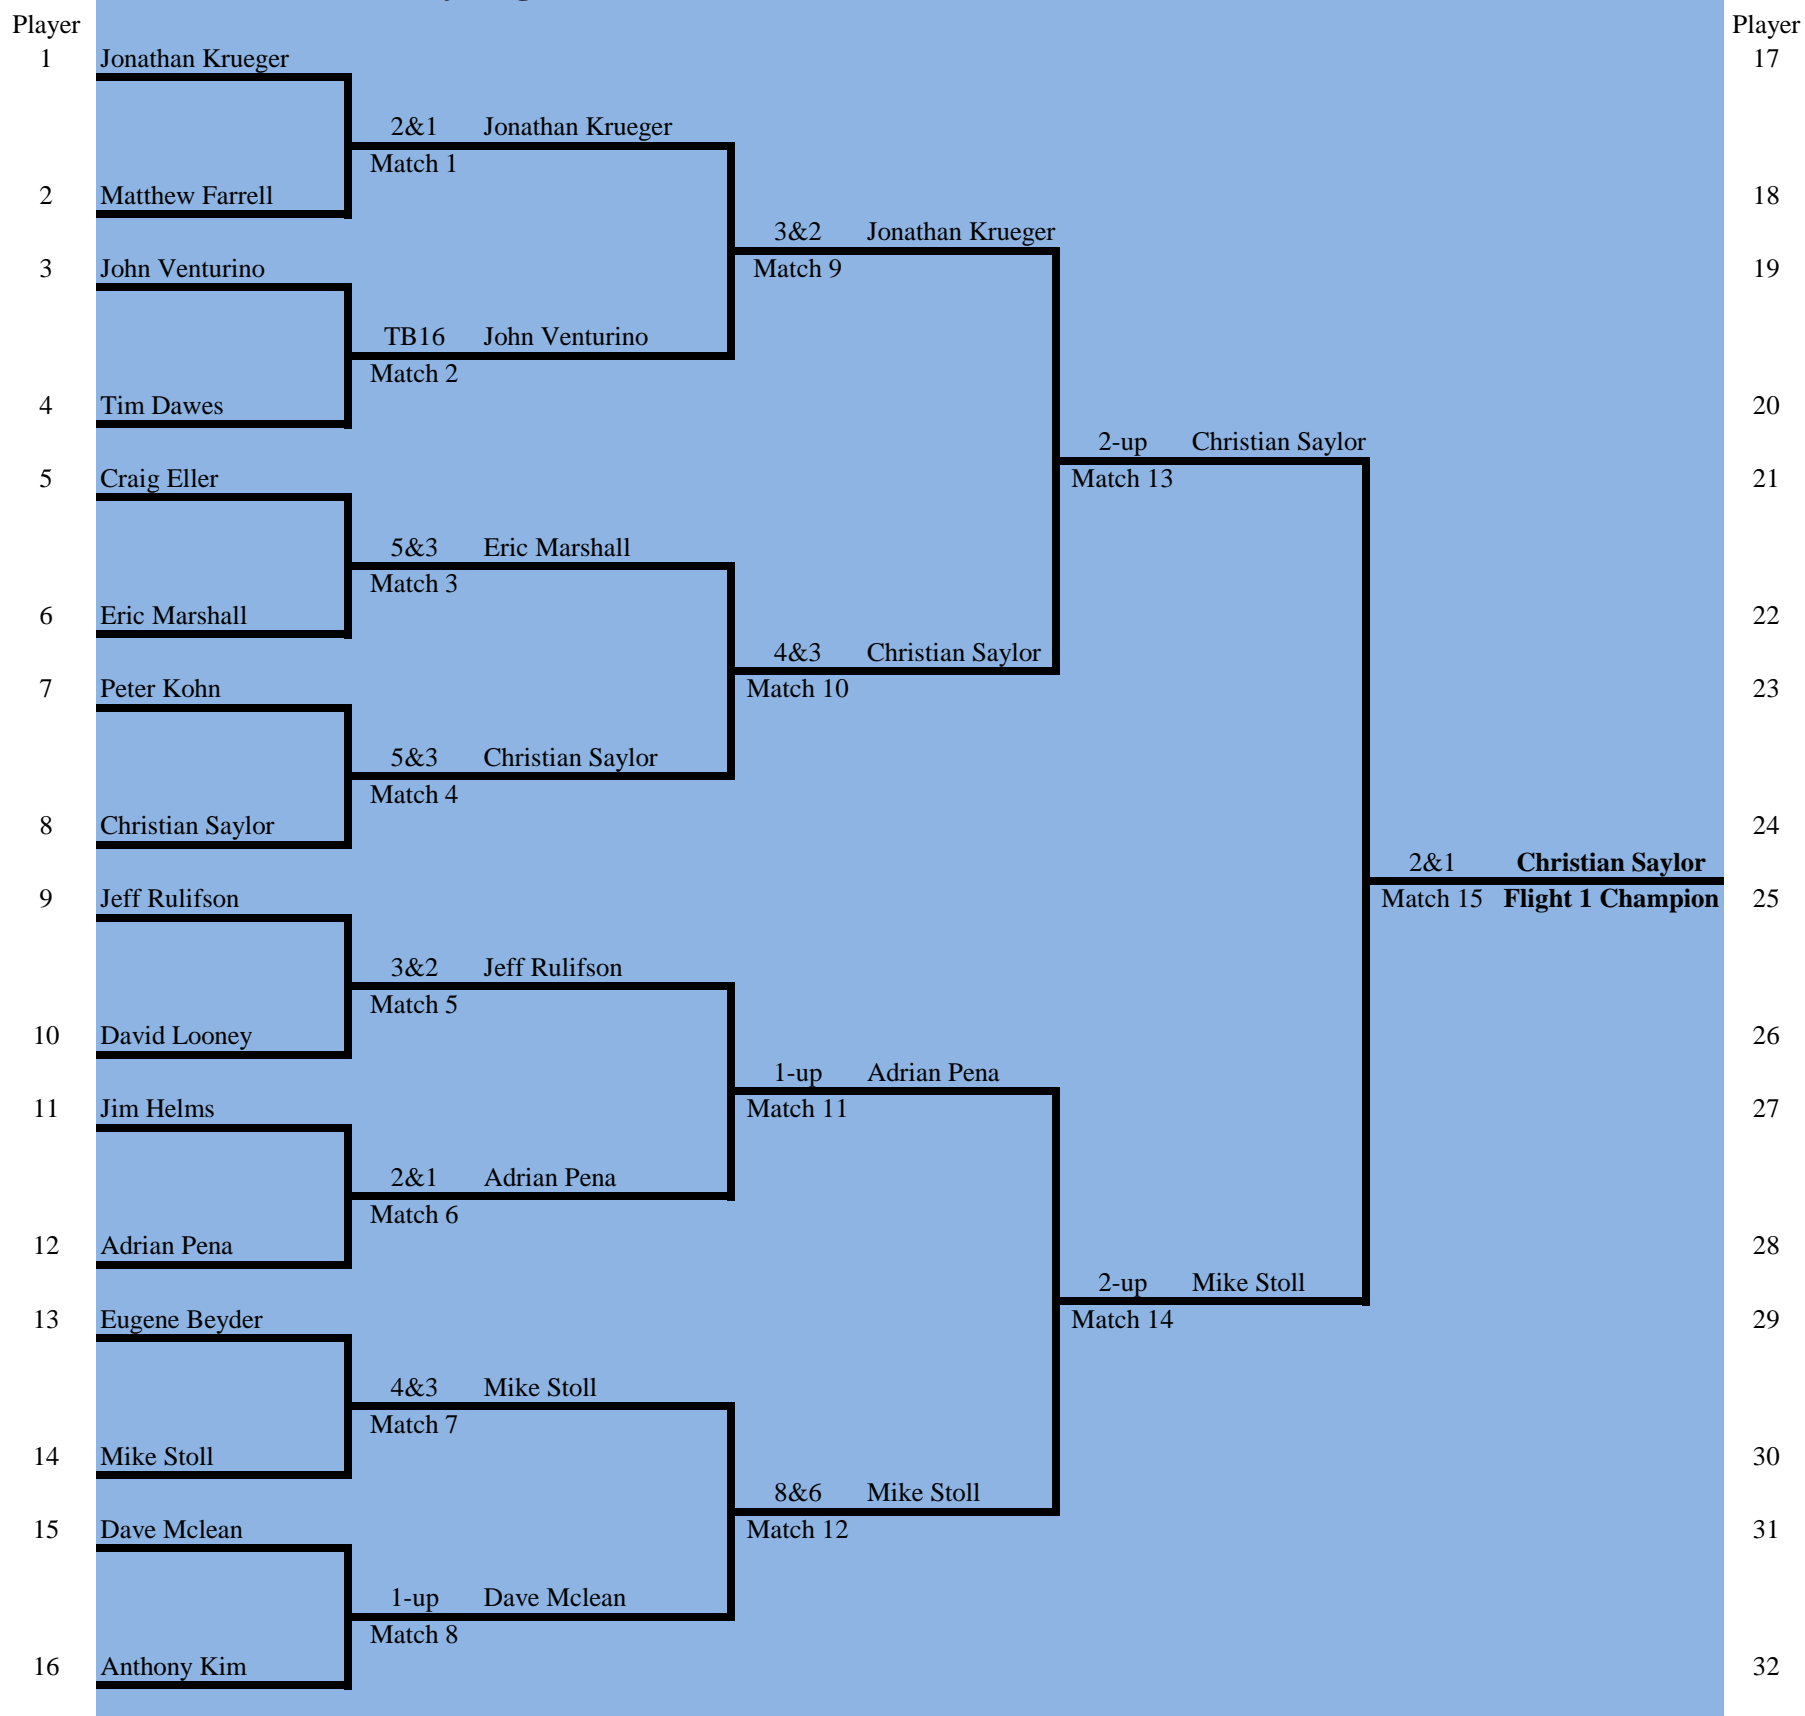 Player Player
1 Jonathan Krueger 17
2&1 Jonathan Krueger
Match 1
2 Matthew Farrell 18
3&2 Jonathan Krueger
3 John Venturino Match 9 19
TB16 John Venturino
Match 2
4 Tim Dawes 20
2-up Christian Saylor
5 Craig Eller Match 13 21
5&3 Eric Marshall
Match 3
6 Eric Marshall 22
4&3 Christian Saylor
7 Peter Kohn Match 10 23
5&3 Christian Saylor
Match 4
8 Christian Saylor 24
2&1 Christian Saylor
9 Jeff Rulifson Match 15 Flight 1 Champion 25
3&2 Jeff Rulifson
Match 5
10 David Looney 26
1-up Adrian Pena
11 Jim Helms Match 11 27
2&1 Adrian Pena
Match 6
12 Adrian Pena 28
2-up Mike Stoll
13 Eugene Beyder Match 14 29
4&3 Mike Stoll
Match 7
14 Mike Stoll 30
8&6 Mike Stoll
15 Dave Mclean Match 12 31
1-up Dave Mclean
Match 8
16 Anthony Kim 32